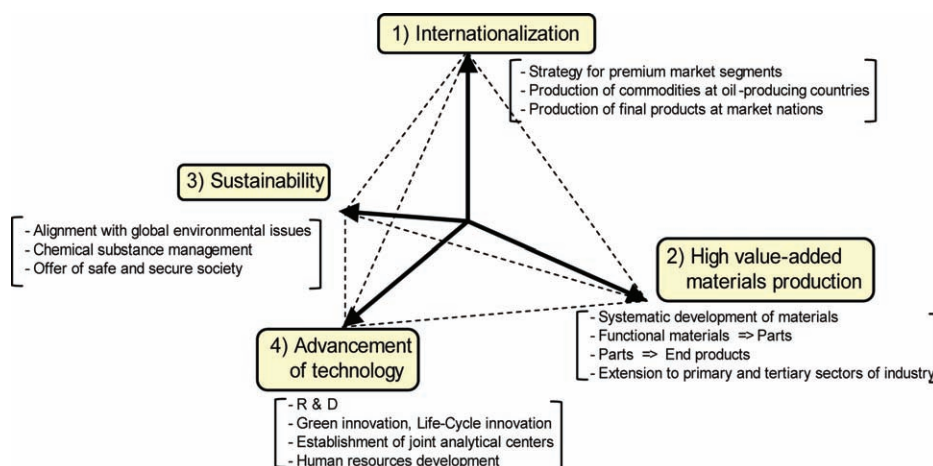 1) Internationalization
- Strategy for premium market segments
- Production of commodities at oil-producing countries
- Production of final products at market nations
3) Sustainability
- Alignment with global environmental issues
- Chemical substance management
- Offer of safe and secure society
2) High value-added
materials production
- Systematic development of materials
- Functional materials => Parts
- Parts => End products
- Extension to primary and tertiary sectors of industry
4) Advancement
of technology
- R & D
- Green innovation, Life-Cycle innovation
- Establishment of joint analytical centers
- Human resources development